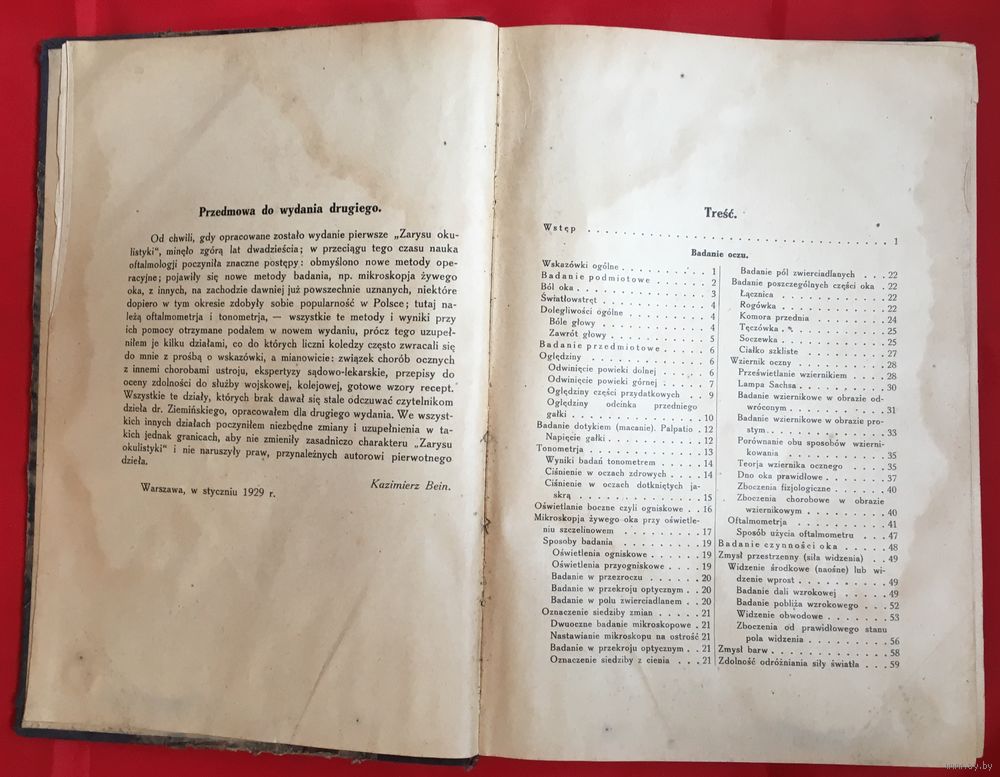 Przedmowa do wydania drugiego.
Od chwili, gdy opracowane zostało wydanie pierwsze „Zarysu oku-
listyki”, minęło zgórą lat dwadzieścia; w przeciągu tego czasu nauka
oftalmologji poczyniła znaczne postępy: obmyślono nowe metody ope-
racyjne; pojawiły się nowe metody badania, np. mikroskopja żywego
oka, z innych, na zachodzie dawniej już powszechnie uznanych, niektóre
dopiero w tym okresie zdobyły sobie popularność w Polsce; tutaj na-
leżą oftalmometrja i tonometrja, — wszystkie te metody i wyniki przy
ich pomocy otrzymane podałem w nowem wydaniu, prócz tego uzupeł-
niłem je kilku działami, co do których liczni koledzy często zwracali się
do mnie z prośbą o wskazówki, a mianowicie: związek chorób ocznych
z innemi chorobami ustroju, ekspertyzy sądowo-lekarskie, przepisy do
oceny zdolności do służby wojskowej, kolejowej, gotowe wzory recept.
Wszystkie te działy, których brak dawał się stale odczuwać czytelnikom
dzieła dr. Ziemińskiego, opracowałem dla drugiego wydania. We wszyst-
kich innych działach poczyniłem niezbędne zmiany i uzupełnienia w ta-
kich jednak granicach, aby nie zmieniły zasadniczo charakteru „Zarysu
okulistyki” i nie naruszyły praw, przynależnych autorowi pierwotnego
dzieła.
Kazimierz Bein.
Warszawa, w styczniu 1929 r.
Treść.
Wstęp . . . . . . . . . . . . . . . . . . . . 1
Badanie oczu.
Wskazówki ogólne . . . . . . . . 1
Badanie podmiotowe . . . . . . 2
Ból oka . . . . . . . . . . . . 3
Światłowstręt . . . . . . . . . . 4
Dolegliwości ogólne . . . . . . . 4
Bóle głowy . . . . . . . . . . 4
Zawrót głowy . . . . . . . . . 5
Badanie przedmiotowe . . . . . 6
Oględziny . . . . . . . . . . . 6
Odwinięcie powieki dolnej . . . . 6
Odwinięcie powieki górnej . . . . 7
Oględziny części przydatkowych . . 9
Oględziny odcinka przedniego
gałki . . . . . . . . . . . . 10
Badanie dotykiem (macanie). Palpatio . 12
Napięcie gałki . . . . . . . . . 12
Tonometrja . . . . . . . . . . . 13
Wyniki badań tonometrem . . . . 14
Ciśnienie w oczach zdrowych . . . 14
Ciśnienie w oczach dotkniętych ja-
skrą . . . . . . . . . . . . 15
Oświetlanie boczne czyli ogniskowe . . 16
Mikroskopja żywego oka przy oświetle-
niu szczelinowem . . . . . . . . 17
Sposoby badania . . . . . . . . 19
Oświetlenia ogniskowe . . . . . . 19
Oświetlenia przyogniskowe . . . . 19
Badanie w przezroczu . . . . . . 20
Badanie w przekroju optycznym . . 20
Badanie w polu zwierciadlanem . . 20
Oznaczenie siedziby zmian . . . . 21
Dwuoczne badanie mikroskopowe . 21
Nastawianie mikroskopu na ostrość 21
Badanie w przekroju optycznym . . 21
Oznaczenie siedziby z cienia . . . 21
Badanie pól zwierciadlanych . . . 22
Badanie poszczególnych części oka . 22
Łącznica . . . . . . . . . . . 22
Rogówka . . . . . . . . . . . 22
Komora przednia . . . . . . . . 24
Tęczówka . . . . . . . . . . . 25
Soczewka . . . . . . . . . . . 25
Ciałko szkliste . . . . . . . . . 27
Wziernik oczny . . . . . . . . . 28
Prześwietlanie wziernikiem . . . . 28
Lampa Sachsa . . . . . . . . . 30
Badanie wziernikowe w obrazie od-
wróconym . . . . . . . . . . 31
Badanie wziernikowe w obrazie pro-
stym . . . . . . . . . . . . 33
Porównanie obu sposobów wzierni-
kowania . . . . . . . . . . . 35
Teorja wziernika ocznego . . . . . 35
Dno oka prawidłowe . . . . . . . 37
Zboczenia fizjologiczne . . . . . . 40
Zboczenia chorobowe w obrazie
wziernikowym . . . . . . . . . 40
Oftalmometrja . . . . . . . . . . 41
Sposób użycia oftalmometru . . . 47
Badanie czynności oka . . . . . 48
Zmysł przestrzenny (siła widzenia) . . 49
Widzenie środkowe (naośne) lub wi-
dzenie wprost . . . . . . . . . 49
Badanie dali wzrokowej . . . . . 49
Badanie pobliża wzrokowego . . . 52
Widzenie obwodowe . . . . . . . 53
Zboczenia od prawidłowego stanu
pola widzenia . . . . . . . . . 56
Zmysł barw . . . . . . . . . . . 58
Zdolność odróżniania siły światła . . . 59